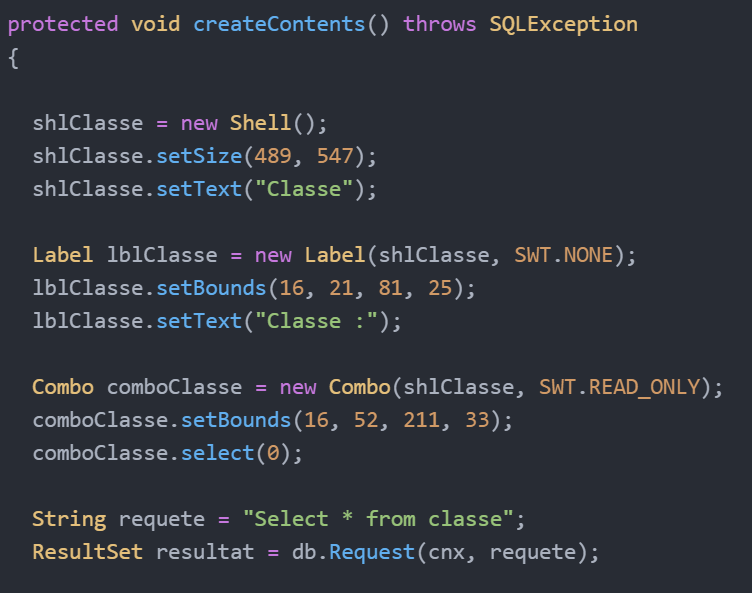 protected void createContents() throws SQLException
{
shlClasse = new Shell();
shlClasse.setSize(489, 547);
shlClasse.setText("Classe");
Label lblClasse = new Label(shlClasse, SWT.NONE);
lblClasse.setBounds(16, 21, 81, 25);
lblClasse.setText("Classe :");
Combo comboClasse = new Combo(shlClasse, SWT.READ_ONLY);
comboClasse.setBounds(16, 52, 211, 33);
comboClasse.select(0);
String requete = "Select * from classe";
ResultSet resultat = db.Request(cnx, requete);